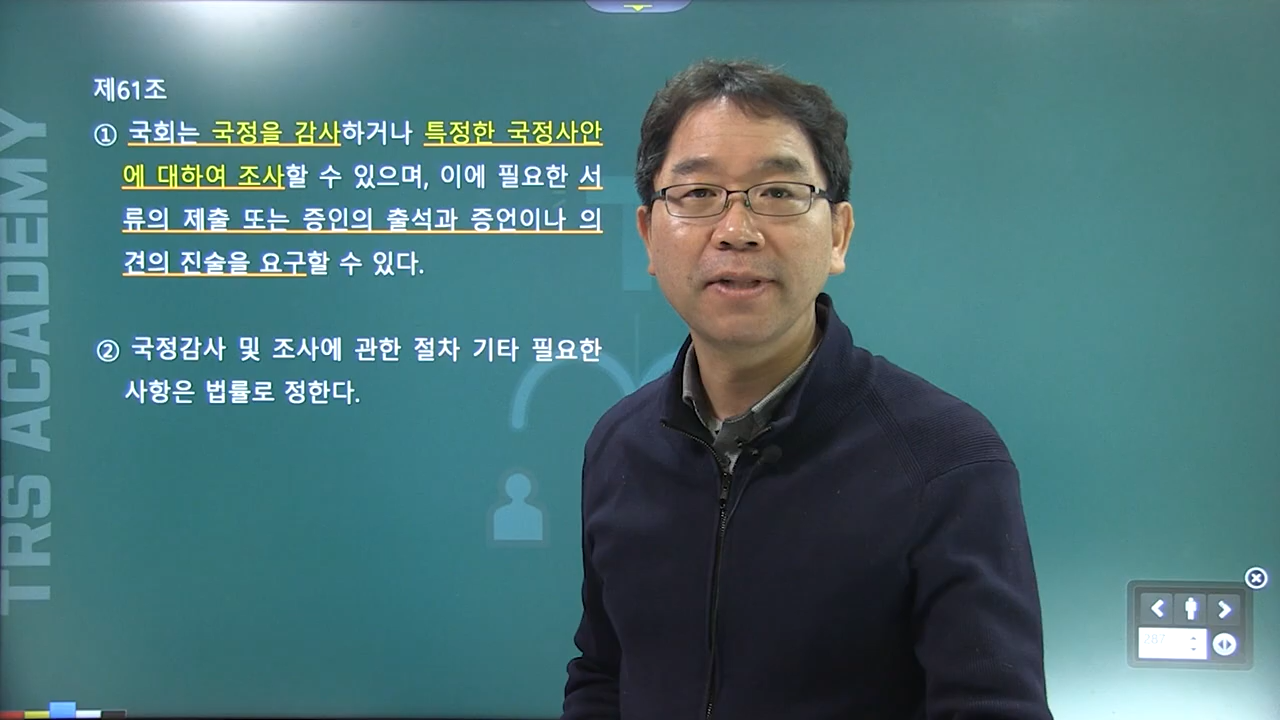 제61조
① 국회는 국정을 감사하거나 특정한 국정사안
에 대하여 조사할 수 있으며, 이에 필요한 서
류의 제출 또는 증인의 출석과 증언이나 의
견의 진술을 요구할 수 있다.
② 국정감사 및 조사에 관한 절차 기타 필요한
사항은 법률로 정한다.
TRS ACADEMY
287